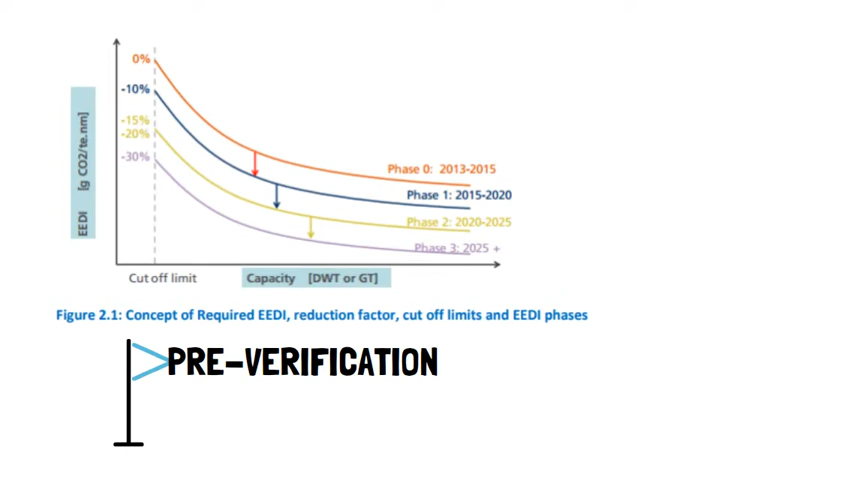 0%
-10%
-15%
-20%
-30%
EEDI [g CO2/te.nm]
Phase 0: 2013-2015
Phase 1: 2015-2020
Phase 2: 2020-2025
Phase 3: 2025 +
Cut off limit
Capacity [DWT or GT]
Figure 2.1: Concept of Required EEDI, reduction factor, cut off limits and EEDI phases
PRE-VERIFICATION